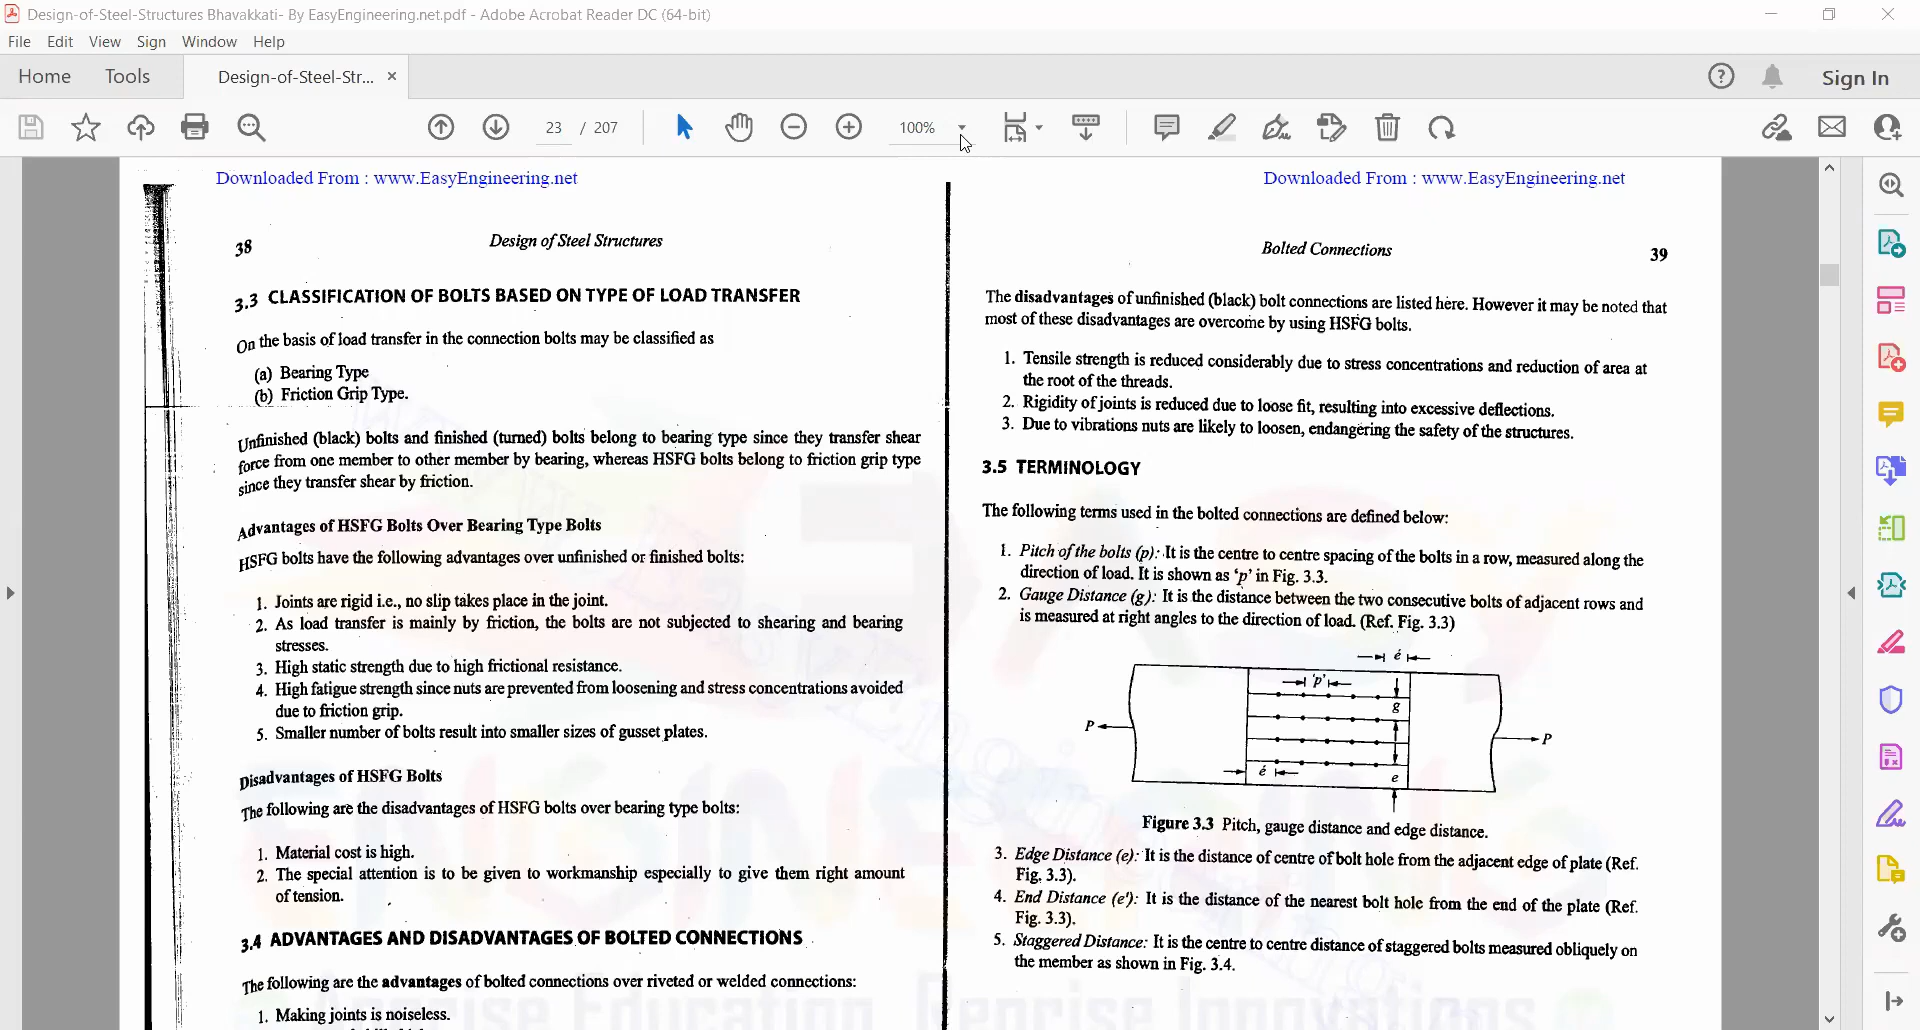 Design-of-Steel-Structures Bhavakkati- By EasyEngineering.net.pdf - Adobe Acrobat Reader DC (64-bit)
File Edit View Sign Window Help
Home Tools Design-of-Steel-Str... × Sign In
23 / 207 100%
Downloaded From : www.EasyEngineering.net
38 Design of Steel Structures
3.3 CLASSIFICATION OF BOLTS BASED ON TYPE OF LOAD TRANSFER
On the basis of load transfer in the connection bolts may be classified as
(a) Bearing Type
(b) Friction Grip Type.
Unfinished (black) bolts and finished (turned) bolts belong to bearing type since they transfer shear
force from one member to other member by bearing, whereas HSFG bolts belong to friction grip type
since they transfer shear by friction.
Advantages of HSFG Bolts Over Bearing Type Bolts
HSFG bolts have the following advantages over unfinished or finished bolts:
1. Joints are rigid i.e., no slip takes place in the joint.
2. As load transfer is mainly by friction, the bolts are not subjected to shearing and bearing
stresses.
3. High static strength due to high frictional resistance.
4. High fatigue strength since nuts are prevented from loosening and stress concentrations avoided
due to friction grip.
5. Smaller number of bolts result into smaller sizes of gusset plates.
Disadvantages of HSFG Bolts
The following are the disadvantages of HSFG bolts over bearing type bolts:
1. Material cost is high.
2. The special attention is to be given to workmanship especially to give them right amount
of tension.
3.4 ADVANTAGES AND DISADVANTAGES OF BOLTED CONNECTIONS
The following are the advantages of bolted connections over riveted or welded connections:
1. Making joints is noiseless.
Downloaded From : www.EasyEngineering.net
Bolted Connections 39
The disadvantages of unfinished (black) bolt connections are listed here. However it may be noted that
most of these disadvantages are overcome by using HSFG bolts.
1. Tensile strength is reduced considerably due to stress concentrations and reduction of area at
the root of the threads.
2. Rigidity of joints is reduced due to loose fit, resulting into excessive deflections.
3. Due to vibrations nuts are likely to loosen, endangering the safety of the structures.
3.5 TERMINOLOGY
The following terms used in the bolted connections are defined below:
1. Pitch of the bolts (p): It is the centre to centre spacing of the bolts in a row, measured along the
direction of load. It is shown as 'p' in Fig. 3.3.
2. Gauge Distance (g): It is the distance between the two consecutive bolts of adjacent rows and
is measured at right angles to the direction of load. (Ref. Fig. 3.3)
é
'p'
g
P P
é e
Figure 3.3 Pitch, gauge distance and edge distance.
3. Edge Distance (e): It is the distance of centre of bolt hole from the adjacent edge of plate (Ref.
Fig. 3.3).
4. End Distance (e'): It is the distance of the nearest bolt hole from the end of the plate (Ref.
Fig. 3.3).
5. Staggered Distance: It is the centre to centre distance of staggered bolts measured obliquely on
the member as shown in Fig. 3.4.